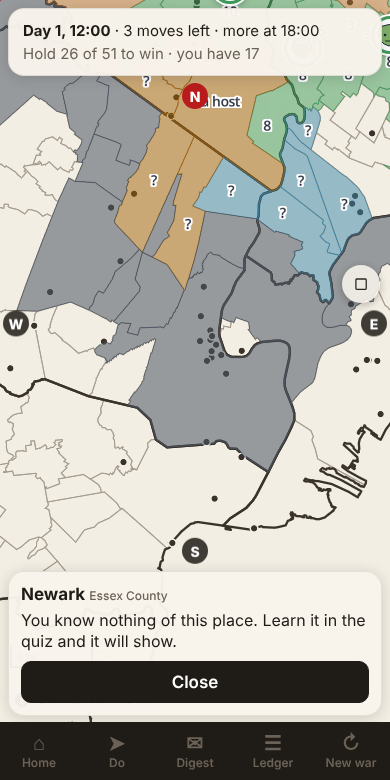 Day 1, 12:00 · 3 moves left · more at 18:00
Hold 26 of 51 to win · you have 17
?
N
host
8
?
?
?
?
?
?
?
W
E
S
Newark Essex County
You know nothing of this place. Learn it in the
quiz and it will show.
Close
Home
Do
Digest
Ledger
New war